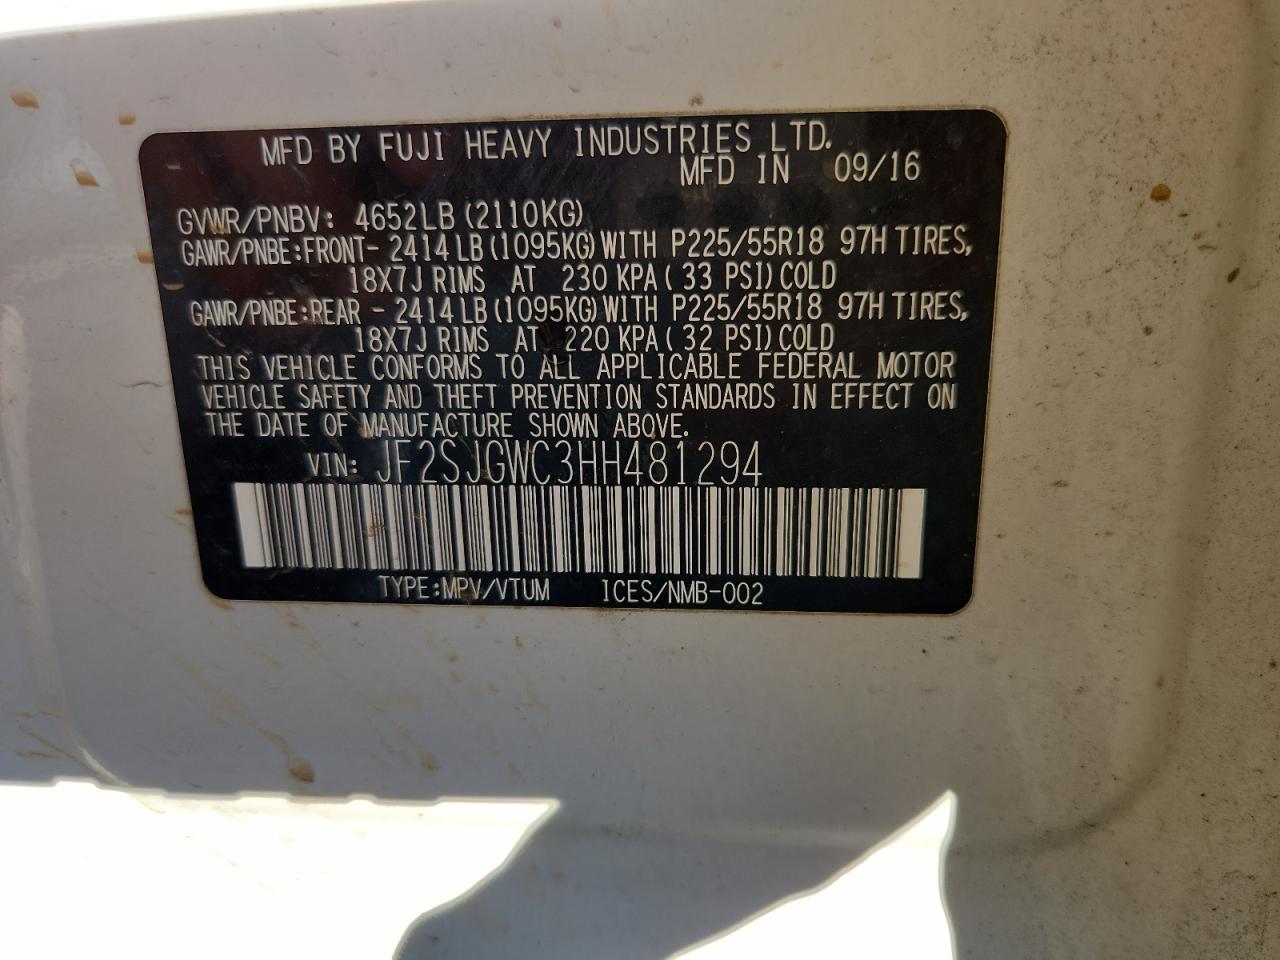 MFD BY FUJI HEAVY INDUSTRIES LTD.
MFD IN 09/16
GVWR/PNBV: 4652LB(2110KG)
GAWR/PNBE:FRONT- 2414LB(1095KG)WITH P225/55R18 97H TIRES,
18X7J RIMS AT 230 KPA( 33 PSI)COLD
GAWR/PNBE:REAR - 2414LB(1095KG)WITH P225/55R18 97H TIRES,
18X7J RIMS AT 220 KPA( 32 PSI)COLD
THIS VEHICLE CONFORMS TO ALL APPLICABLE FEDERAL MOTOR
VEHICLE SAFETY AND THEFT PREVENTION STANDARDS IN EFFECT ON
THE DATE OF MANUFACTURE SHOWN ABOVE.
VIN: JF2SJGWC3HH481294
TYPE:MPV/VTUM ICES/NMB-002